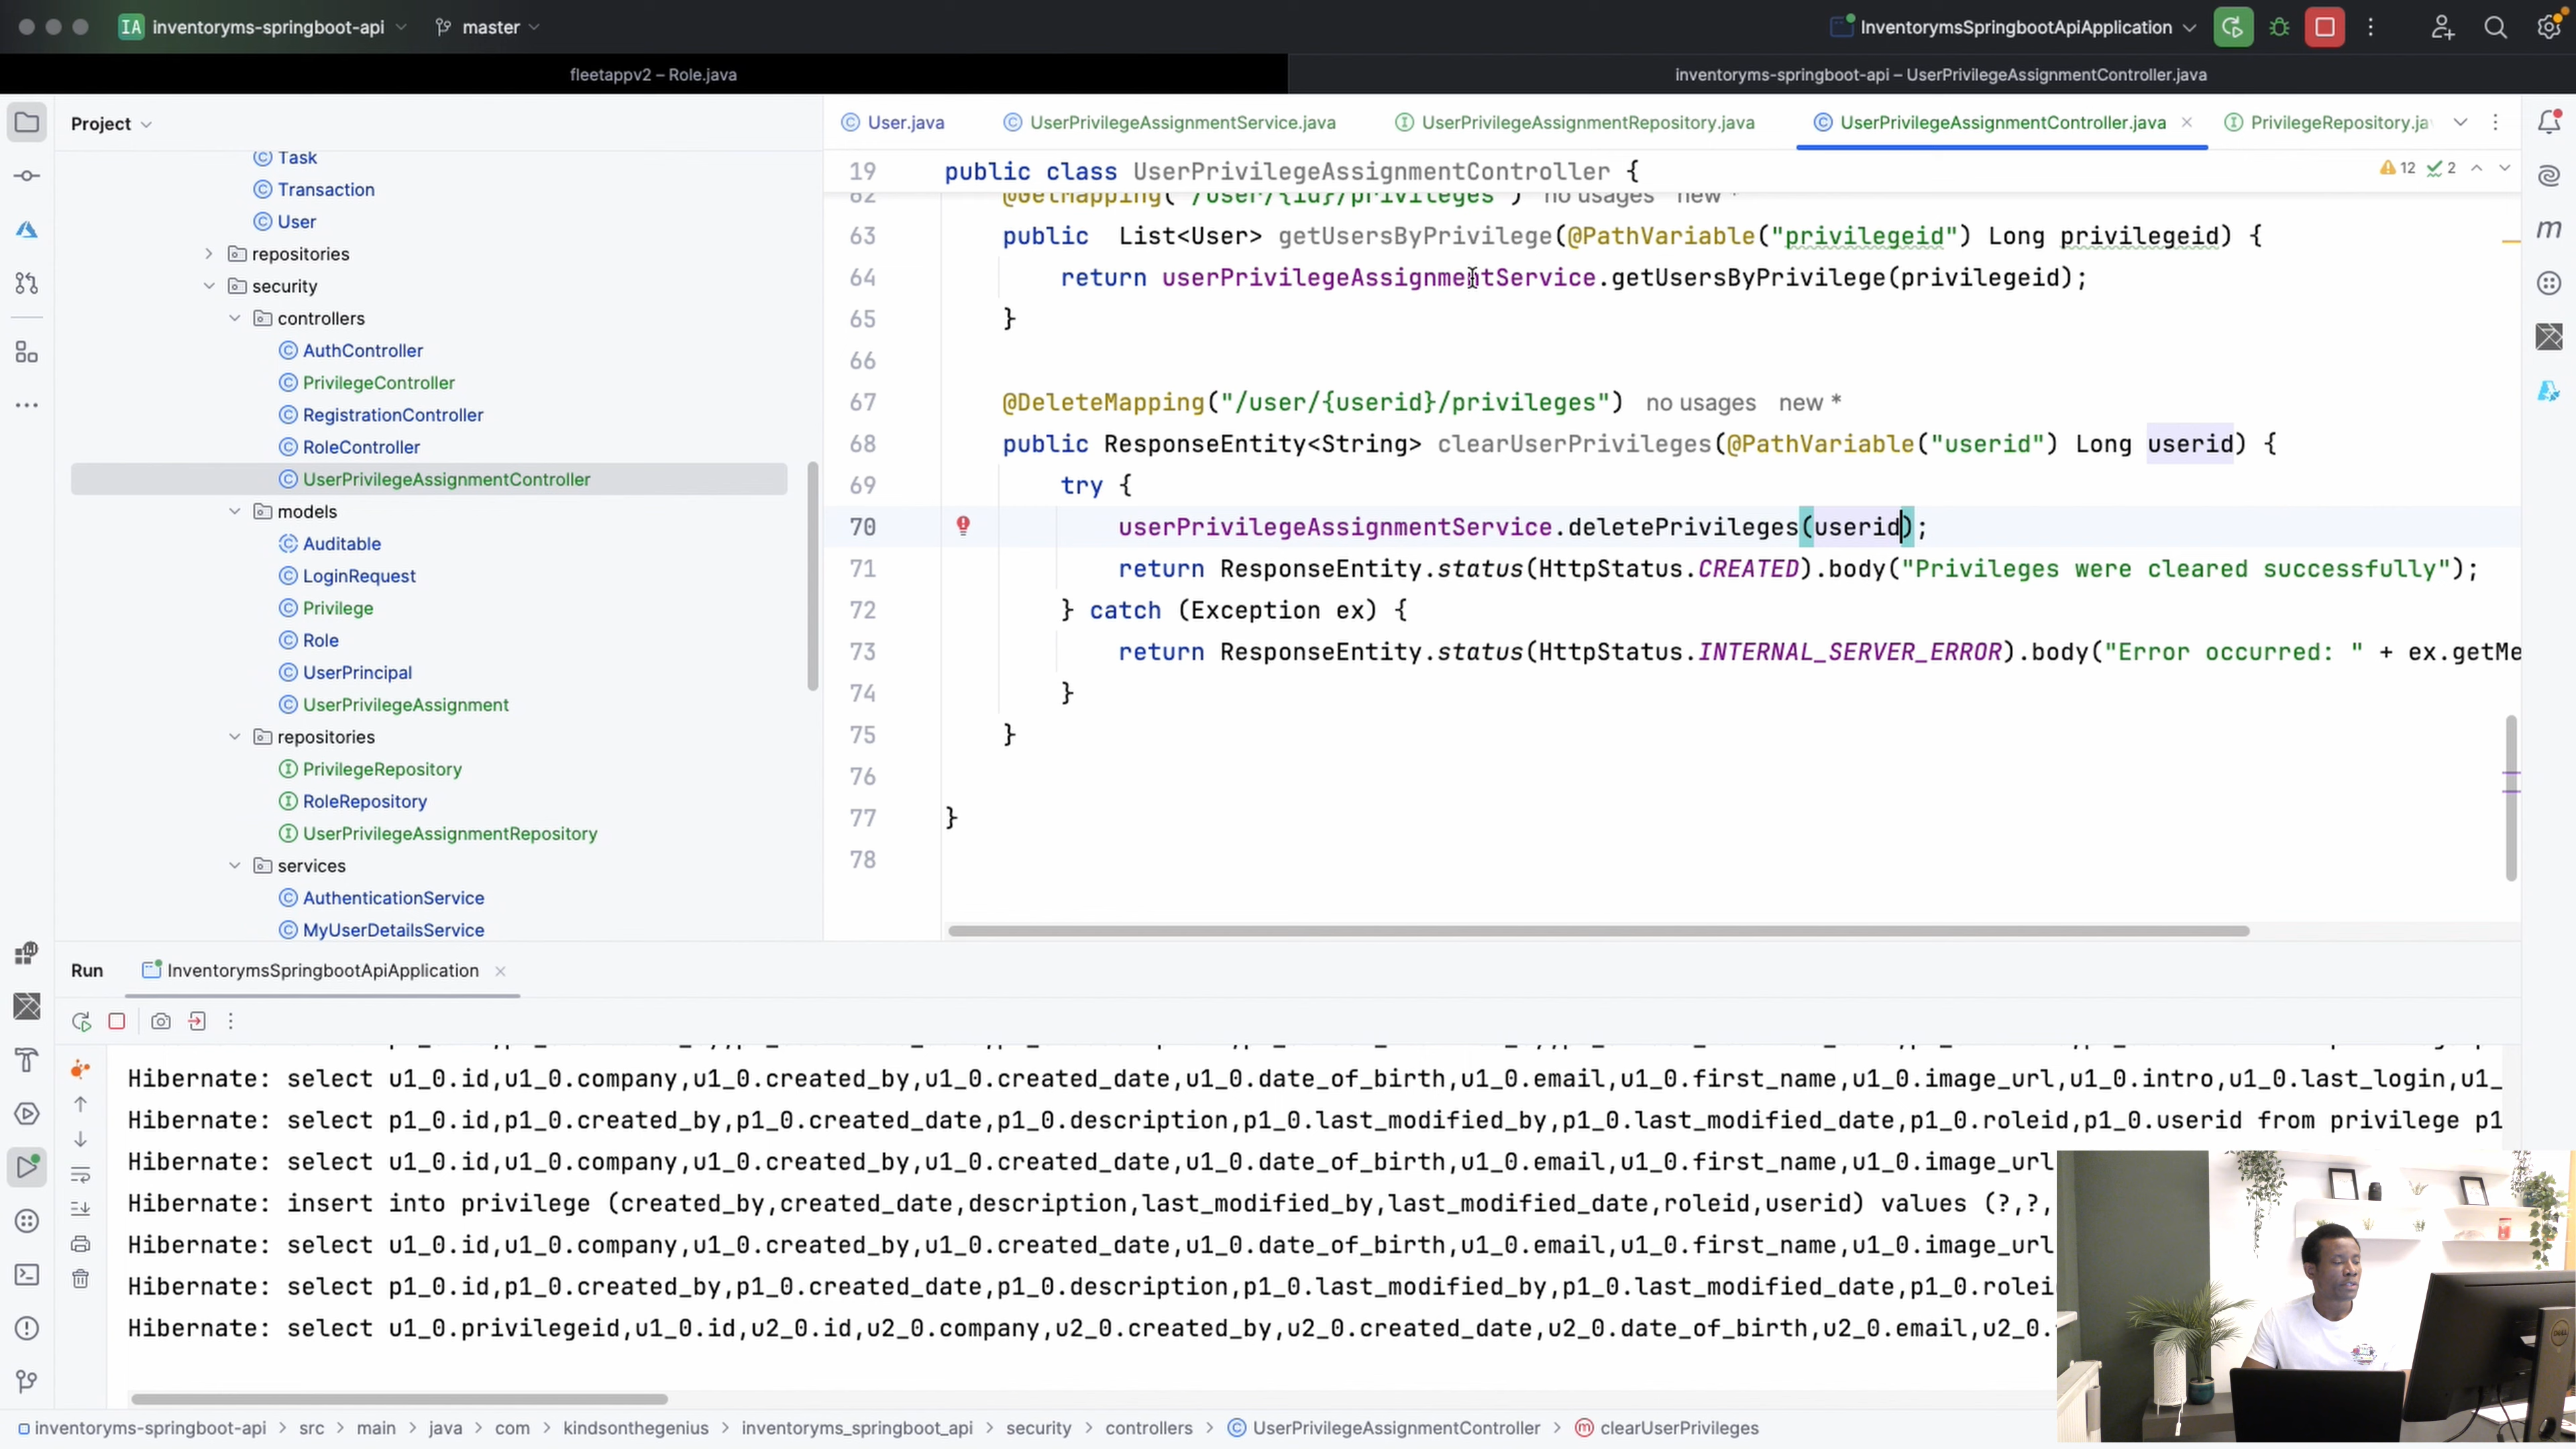 IA inventoryms-springboot-api master InventorymsSpringbootApiApplication
fleetappv2 – Role.java inventoryms-springboot-api – UserPrivilegeAssignmentController.java
Project
Task
Transaction
User
repositories
security
controllers
AuthController
PrivilegeController
RegistrationController
RoleController
UserPrivilegeAssignmentController
models
Auditable
LoginRequest
Privilege
Role
UserPrincipal
UserPrivilegeAssignment
repositories
PrivilegeRepository
RoleRepository
UserPrivilegeAssignmentRepository
services
AuthenticationService
MyUserDetailsService
User.java UserPrivilegeAssignmentService.java UserPrivilegeAssignmentRepository.java UserPrivilegeAssignmentController.java PrivilegeRepository.ja
19 public class UserPrivilegeAssignmentController { 12 2
62 @GetMapping("/user/{id}/privileges") no usages new *
63 public List<User> getUsersByPrivilege(@PathVariable("privilegeid") Long privilegeid) {
64 return userPrivilegeAssignmentService.getUsersByPrivilege(privilegeid);
65 }
66
67 @DeleteMapping("/user/{userid}/privileges") no usages new *
68 public ResponseEntity<String> clearUserPrivileges(@PathVariable("userid") Long userid) {
69 try {
70 userPrivilegeAssignmentService.deletePrivileges(userid);
71 return ResponseEntity.status(HttpStatus.CREATED).body("Privileges were cleared successfully");
72 } catch (Exception ex) {
73 return ResponseEntity.status(HttpStatus.INTERNAL_SERVER_ERROR).body("Error occurred: " + ex.getMe
74 }
75 }
76
77 }
78
Run InventorymsSpringbootApiApplication
Hibernate: select u1_0.id,u1_0.company,u1_0.created_by,u1_0.created_date,u1_0.date_of_birth,u1_0.email,u1_0.first_name,u1_0.image_url,u1_0.intro,u1_0.last_login,u1_
Hibernate: select p1_0.id,p1_0.created_by,p1_0.created_date,p1_0.description,p1_0.last_modified_by,p1_0.last_modified_date,p1_0.roleid,p1_0.userid from privilege p1
Hibernate: select u1_0.id,u1_0.company,u1_0.created_by,u1_0.created_date,u1_0.date_of_birth,u1_0.email,u1_0.first_name,u1_0.image_url
Hibernate: insert into privilege (created_by,created_date,description,last_modified_by,last_modified_date,roleid,userid) values (?,?,
Hibernate: select u1_0.id,u1_0.company,u1_0.created_by,u1_0.created_date,u1_0.date_of_birth,u1_0.email,u1_0.first_name,u1_0.image_url
Hibernate: select p1_0.id,p1_0.created_by,p1_0.created_date,p1_0.description,p1_0.last_modified_by,p1_0.last_modified_date,p1_0.rolei
Hibernate: select u1_0.privilegeid,u1_0.id,u2_0.id,u2_0.company,u2_0.created_by,u2_0.created_date,u2_0.date_of_birth,u2_0.email,u2_0.
inventoryms-springboot-api > src > main > java > com > kindsonthegenius > inventoryms_springboot_api > security > controllers > UserPrivilegeAssignmentController > clearUserPrivileges